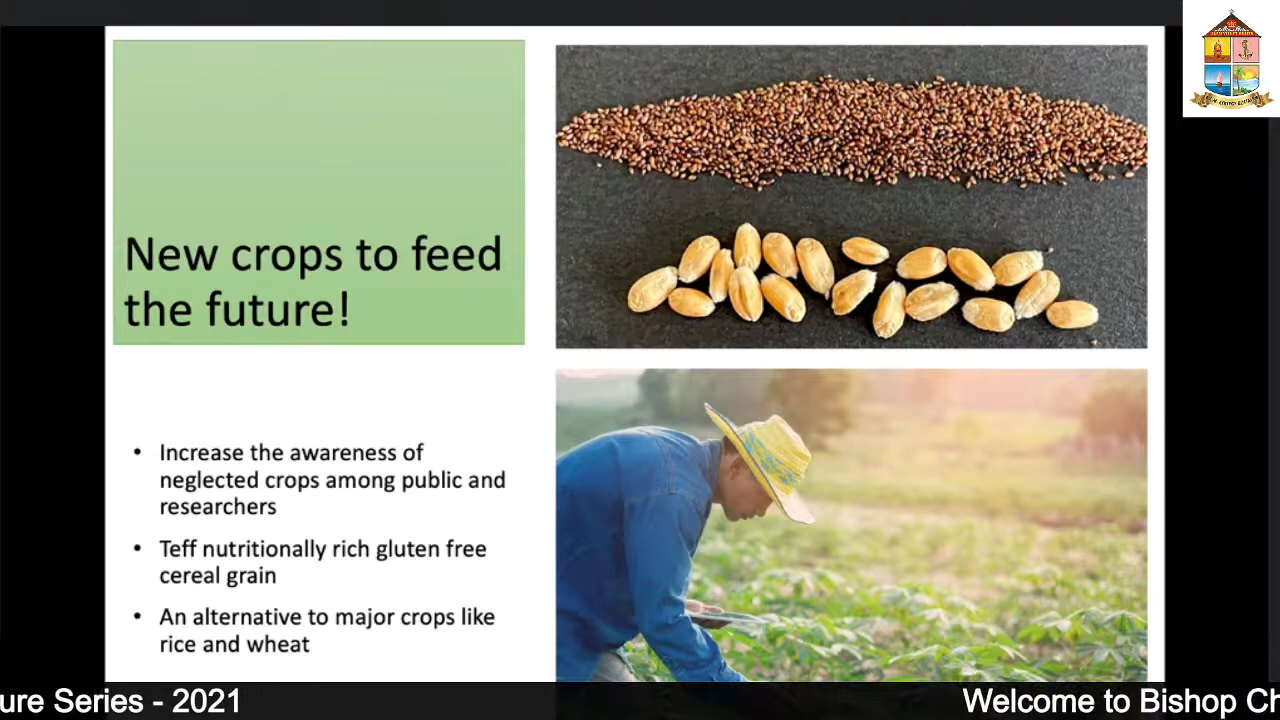 New crops to feed
the future!
• Increase the awareness of
neglected crops among public and
researchers
• Teff nutritionally rich gluten free
cereal grain
• An alternative to major crops like
rice and wheat
ure Series - 2021
Welcome to Bishop Ch